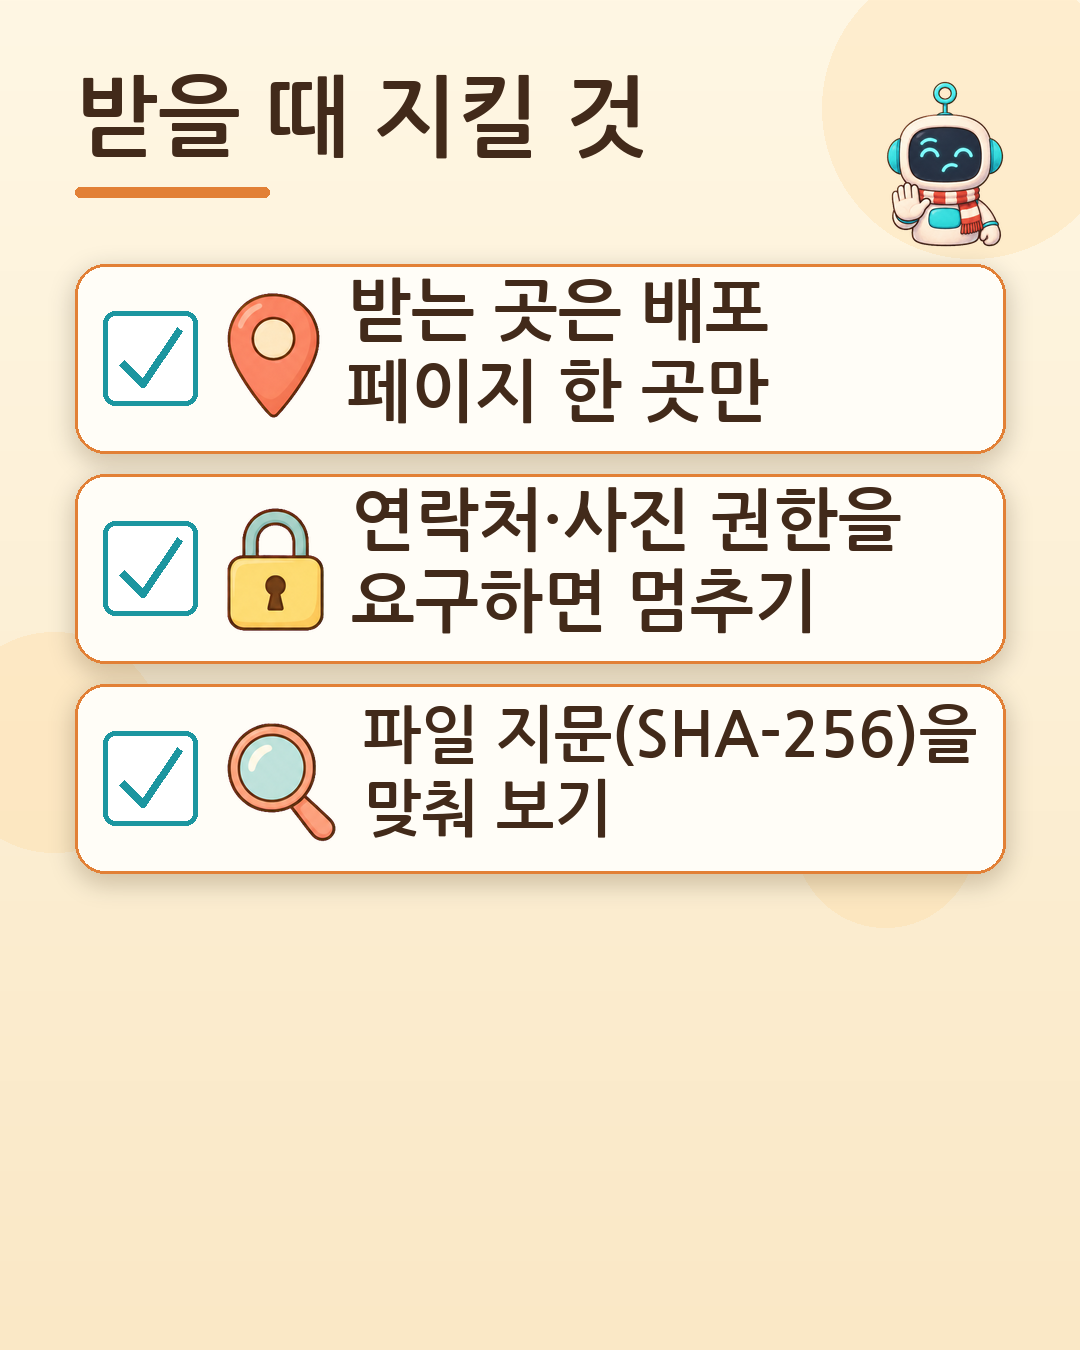 받을 때 지킬 것
받는 곳은 배포
페이지 한 곳만
연락처·사진 권한을
요구하면 멈추기
파일 지문(SHA-256)을
맞춰 보기